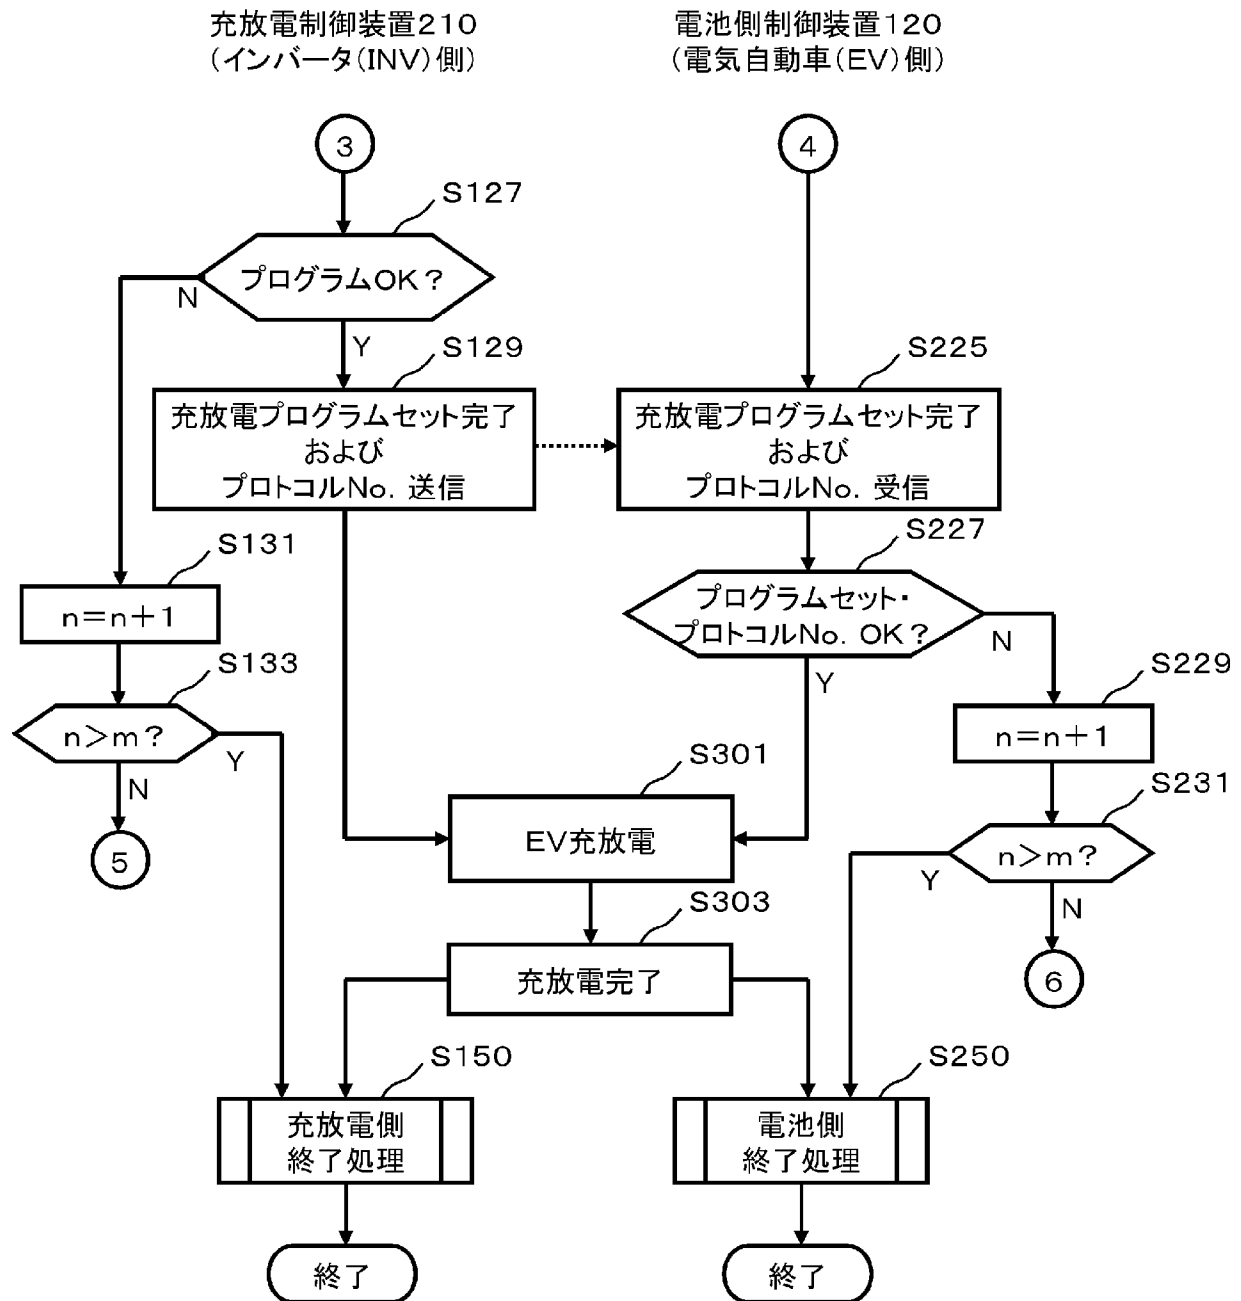 充放電制御装置210
(インバータ(INV)側)
電池側制御装置120
(電気自動車(EV)側)
3
4
S127
プログラムOK?
N
Y
S129
充放電プログラムセット完了
および
プロトコルNo. 送信
S225
充放電プログラムセット完了
および
プロトコルNo. 受信
S227
プログラムセット・
プロトコルNo. OK?
N
Y
S131
n=n+1
S133
n>m?
Y
N
5
S229
n=n+1
S231
n>m?
Y
N
6
S301
EV充放電
S303
充放電完了
S150
充放電側
終了処理
S250
電池側
終了処理
終了
終了